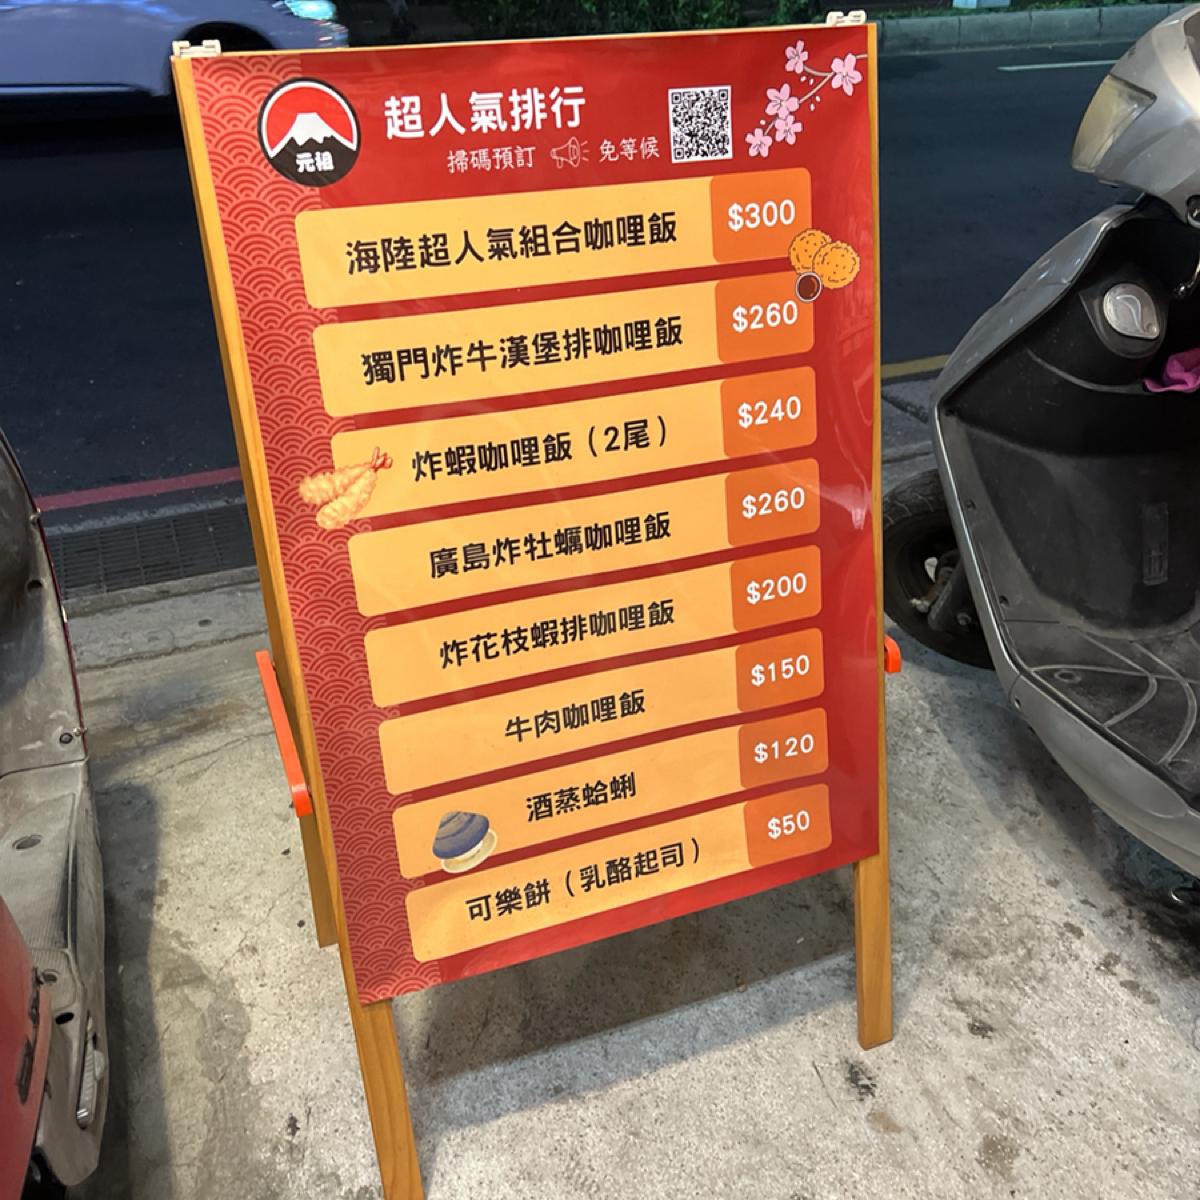 元祖
超人氣排行
掃碼預訂 免等候
海陸超人氣組合咖哩飯 $300
獨門炸牛漢堡排咖哩飯 $260
炸蝦咖哩飯（2尾） $240
廣島炸牡蠣咖哩飯 $260
炸花枝蝦排咖哩飯 $200
牛肉咖哩飯 $150
酒蒸蛤蜊 $120
可樂餅（乳酪起司） $50